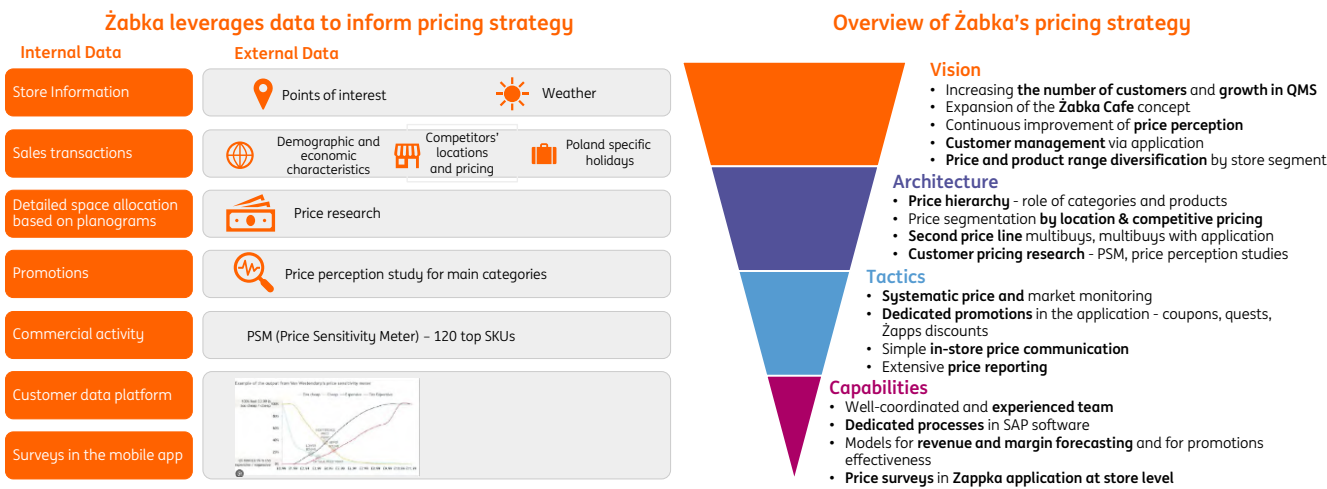 Żabka leverages data to inform pricing strategy
Internal Data
External Data
Store Information
Points of interest
Weather
Sales transactions
Demographic and
economic
characteristics
Competitors’
locations
and pricing
Poland specific
holidays
Detailed space allocation
based on planograms
Price research
Promotions
Price perception study for main categories
Commercial activity
PSM (Price Sensitivity Meter) – 120 top SKUs
Customer data platform
Surveys in the mobile app
Overview of Żabka’s pricing strategy
Vision
• Increasing the number of customers and growth in QMS
• Expansion of the Żabka Cafe concept
• Continuous improvement of price perception
• Customer management via application
• Price and product range diversification by store segment
Architecture
• Price hierarchy - role of categories and products
• Price segmentation by location & competitive pricing
• Second price line multibuys, multibuys with application
• Customer pricing research - PSM, price perception studies
Tactics
• Systematic price and market monitoring
• Dedicated promotions in the application - coupons, quests,
Żapps discounts
• Simple in-store price communication
• Extensive price reporting
Capabilities
• Well-coordinated and experienced team
• Dedicated processes in SAP software
• Models for revenue and margin forecasting and for promotions
effectiveness
• Price surveys in Zappka application at store level